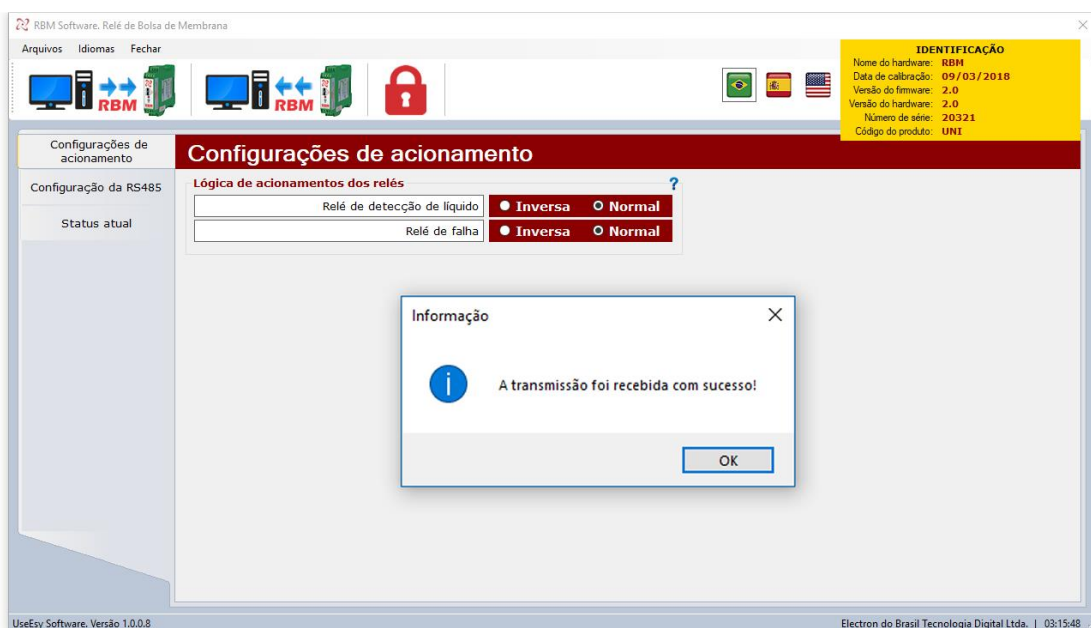 RBM Software. Relé de Bolsa de Membrana
Arquivos Idiomas Fechar
RBM
RBM
IDENTIFICAÇÃO
Nome do hardware: RBM
Data de calibração: 09/03/2018
Versão do firmware: 2.0
Versão do hardware: 2.0
Número de série: 20321
Código do produto: UNI
Configurações de
acionamento
Configuração da RS485
Status atual
Configurações de acionamento
Lógica de acionamentos dos relés ?
Relé de detecção de líquido Inversa Normal
Relé de falha Inversa Normal
Informação
A transmissão foi recebida com sucesso!
OK
UseEsy Software. Versão 1.0.0.8
Electron do Brasil Tecnologia Digital Ltda. | 03:15:48